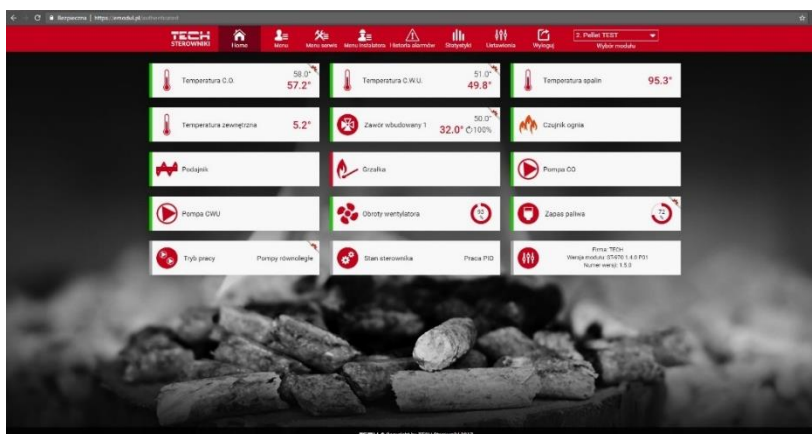 Bezpieczna | https://emodul.pl/authenticated
TECH
STEROWNIKI
Home
Menu
Menu serwis
Menu Instalatora
Historia alarmów
Statystyki
Ustawienia
Wyloguj
2. Pellet TEST
Wybór modułu
Temperatura C.O.
58.0°
57.2°
Temperatura C.W.U.
51.0°
49.8°
Temperatura spalin
95.3°
Temperatura zewnętrzna
5.2°
Zawór wbudowany 1
50.0°
32.0° 100%
Czujnik ognia
Podajnik
Grzałka
Pompa CO
Pompa CWU
Obroty wentylatora
%
Zapas paliwa
72
%
Tryb pracy
Pompy równoległe
Stan sterownika
Praca PID
Firma: TECH
Numer wersji: 1.5.0